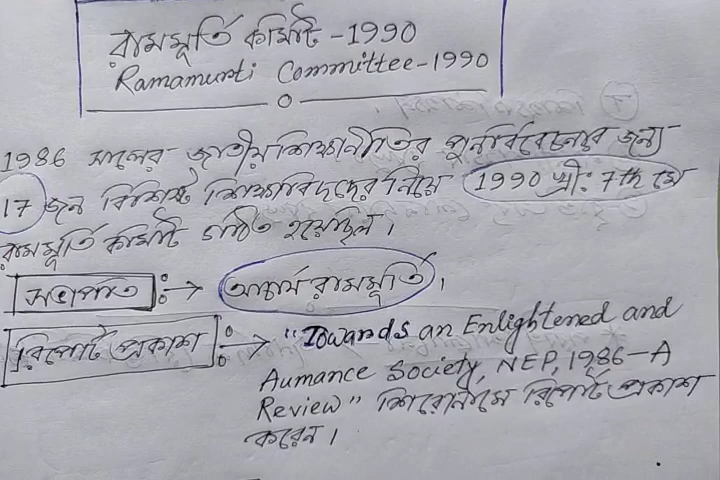 রামমূর্তি কমিটি -1990
Ramamurti Committee-1990
1986 সালের জাতীয় শিক্ষানীতির পুনর্বিবেচনার জন্য
17 জন বিশিষ্ট শিক্ষাবিদদের নিয়ে 1990 খ্রীঃ 7th মে
রামমূর্তি কমিটি গঠিত হয়েছিল।
সভাপতি :→ আচার্য রামমূর্তি।
রিপোর্ট প্রকাশ :→ "Towards an Enlightened and
Aumance Society, NEP, 1986-A
Review" শিরোনামে রিপোর্ট প্রকাশ
করেন।